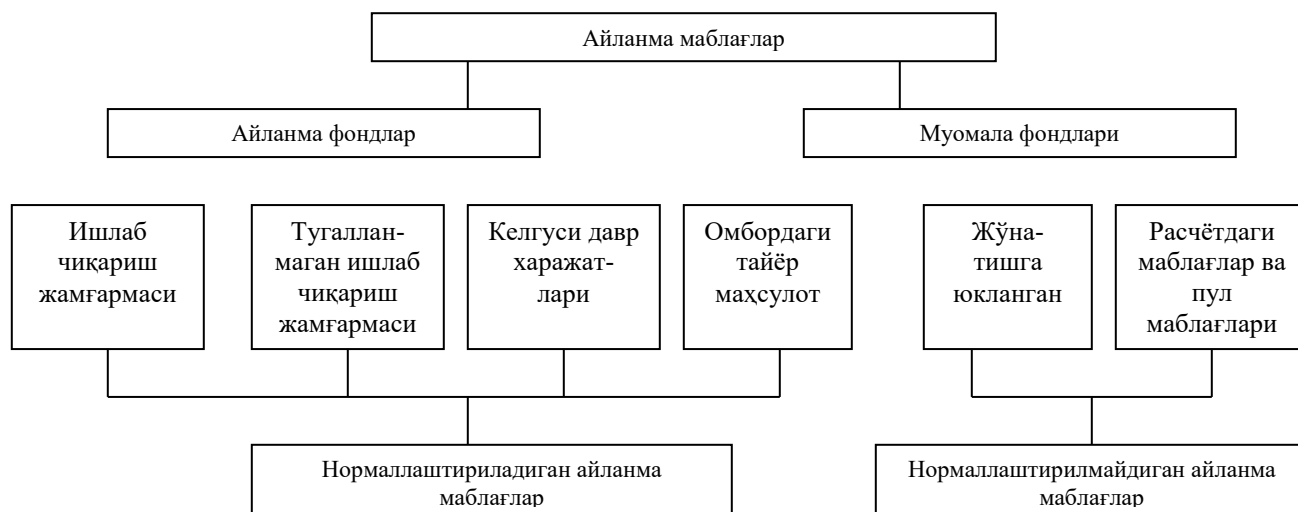 Айланма маблағлар
Айланма фондлар
Муомала фондлари
Ишлаб
чиқариш
жамғармаси
Тугаллан-
маган ишлаб
чиқариш
жамғармаси
Келгуси давр
харажат-
лари
Омбордаги
тайёр
маҳсулот
Жўна-
тишга
юкланган
Расчётдаги
маблағлар ва
пул
маблағлари
Нормаллаштириладиган айланма
маблағлар
Нормаллаштирилмайдиган айланма
маблағлар